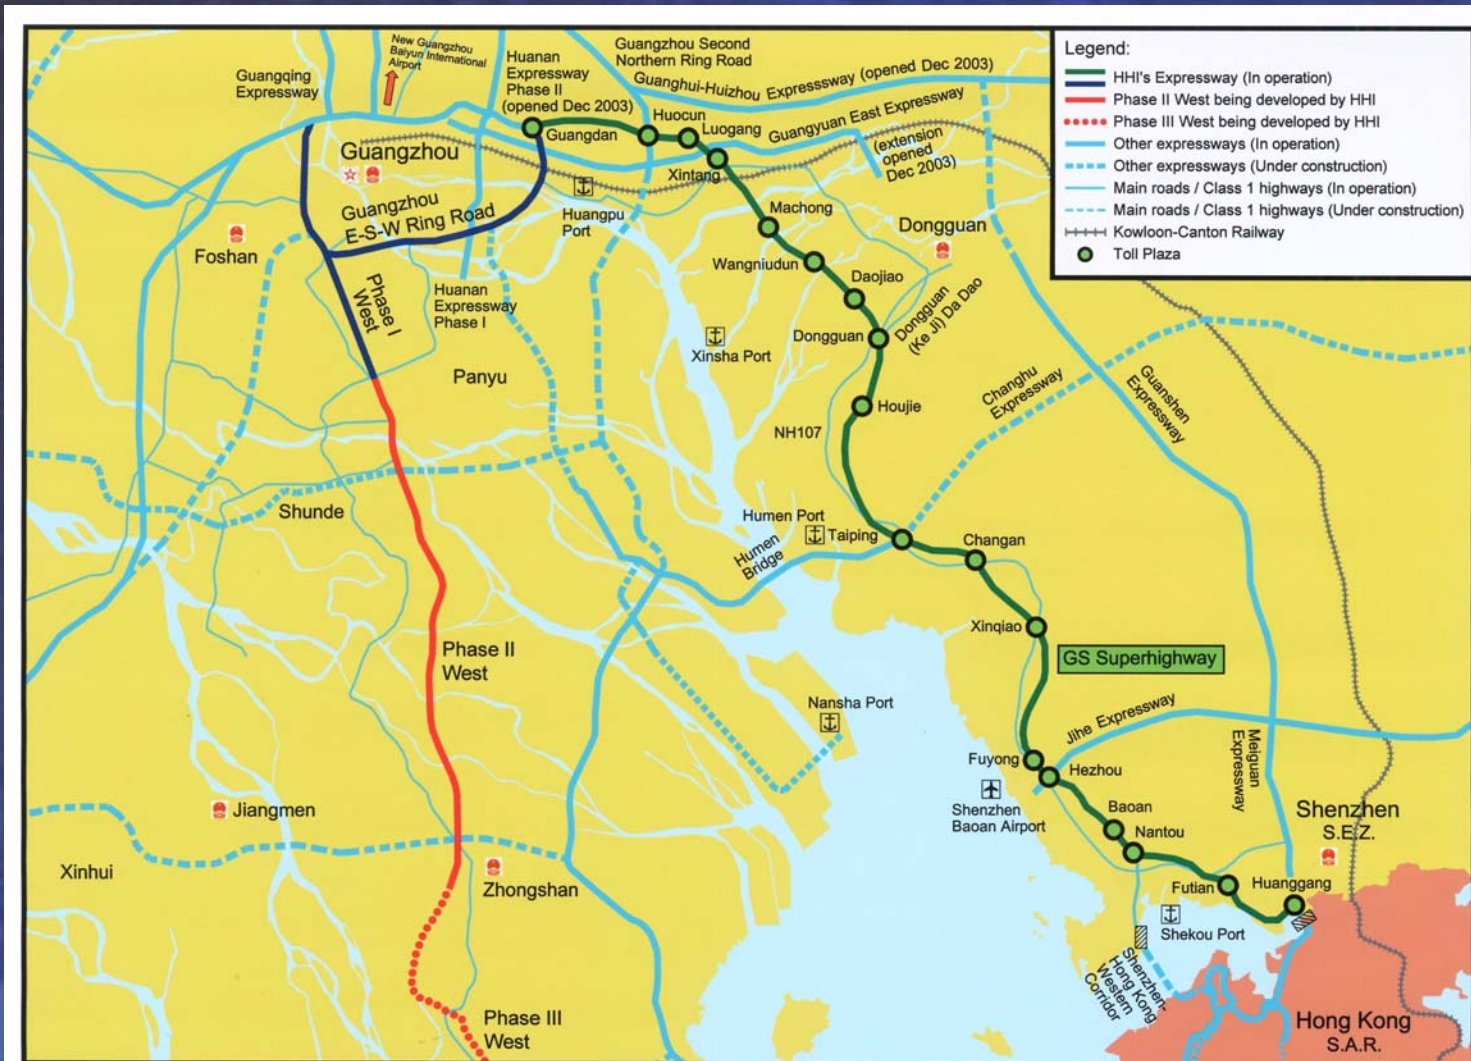 New Guangzhou
Baiyun International
Airport
Guangqing
Expressway
Huanan
Expressway
Phase II
(opened Dec 2003)
Guangzhou Second
Northern Ring Road
Guanghui-Huizhou Expresssway (opened Dec 2003)
Legend:
HHI's Expressway (In operation)
Phase II West being developed by HHI
Phase III West being developed by HHI
Other expressways (In operation)
Other expressways (Under construction)
Main roads / Class 1 highways (In operation)
Main roads / Class 1 highways (Under construction)
Kowloon-Canton Railway
Toll Plaza
Huocun
Luogang
Guangdan
Guangyuan East Expressway
(extension
opened
Dec 2003)
Guangzhou
Xintang
Guangzhou
E-S-W Ring Road
Huangpu
Port
Machong
Dongguan
Foshan
Wangniudun
Daojiao
Phase I
West
Huanan
Expressway
Phase I
Dongguan
Dongguan
(Ke Ji) Da Dao
Xinsha Port
Panyu
Changhu
Expressway
Guanshen
Expressway
Houjie
NH107
Shunde
Humen Port
Taiping
Humen
Bridge
Changan
Xinqiao
Phase II
West
GS Superhighway
Nansha Port
Jihe Expressway
Meiguan
Expressway
Fuyong
Hezhou
Shenzhen
Baoan Airport
Baoan
Nantou
Shenzhen
S.E.Z.
Jiangmen
Xinhui
Zhongshan
Futian
Huanggang
Shekou Port
Shenzhen-
Hong Kong
Western
Corridor
Phase III
West
Hong Kong
S.A.R.